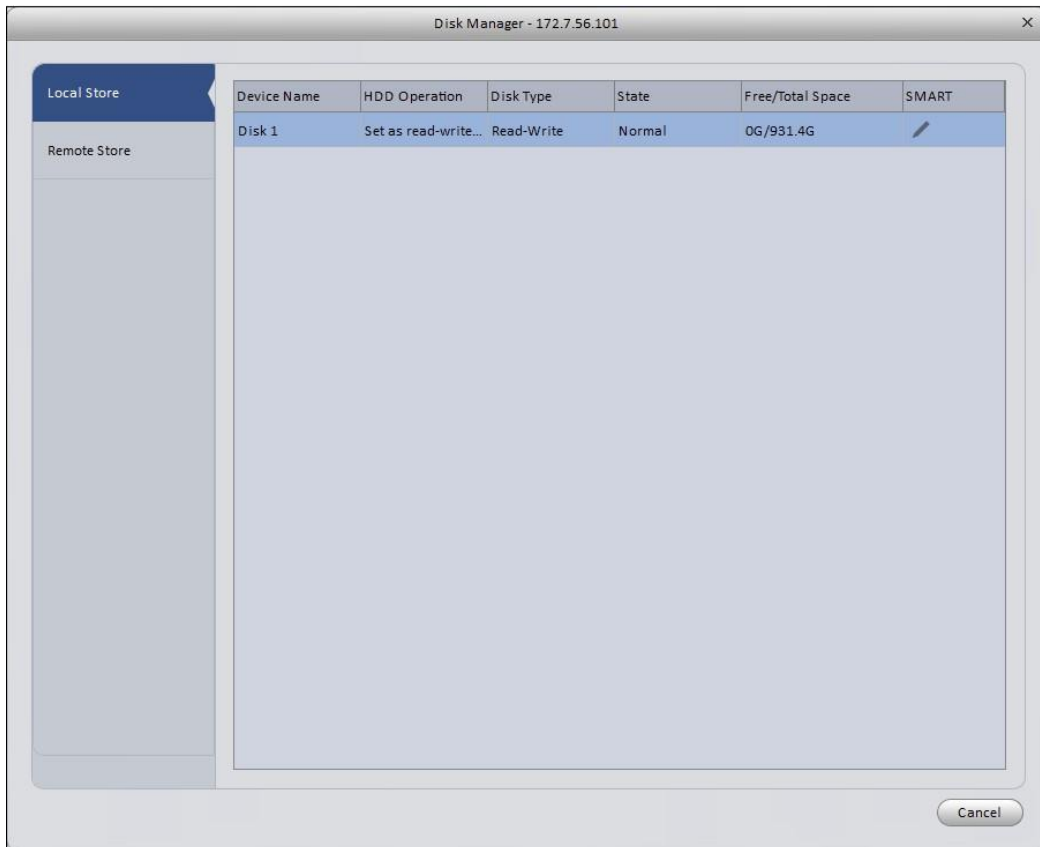 Disk Manager - 172.7.56.101
Local Store
Remote Store
Device Name HDD Operation Disk Type State Free/Total Space SMART
Disk 1 Set as read-write... Read-Write Normal 0G/931.4G
Cancel